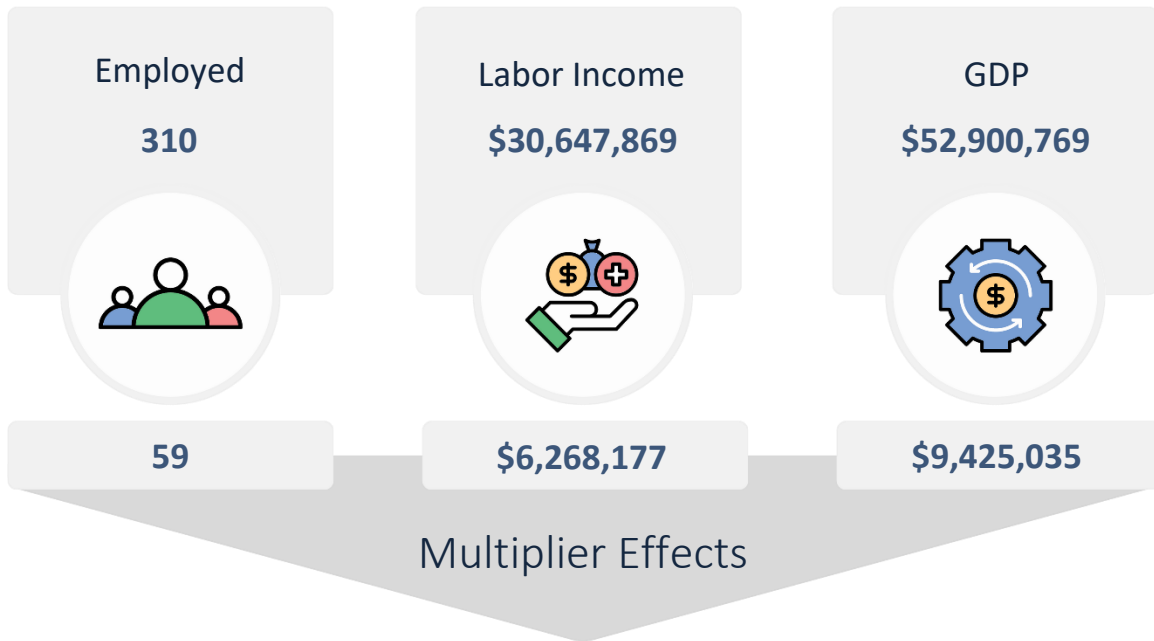 Employed
310
Labor Income
$30,647,869
GDP
$52,900,769
$
$
59
$6,268,177
$9,425,035
Multiplier Effects